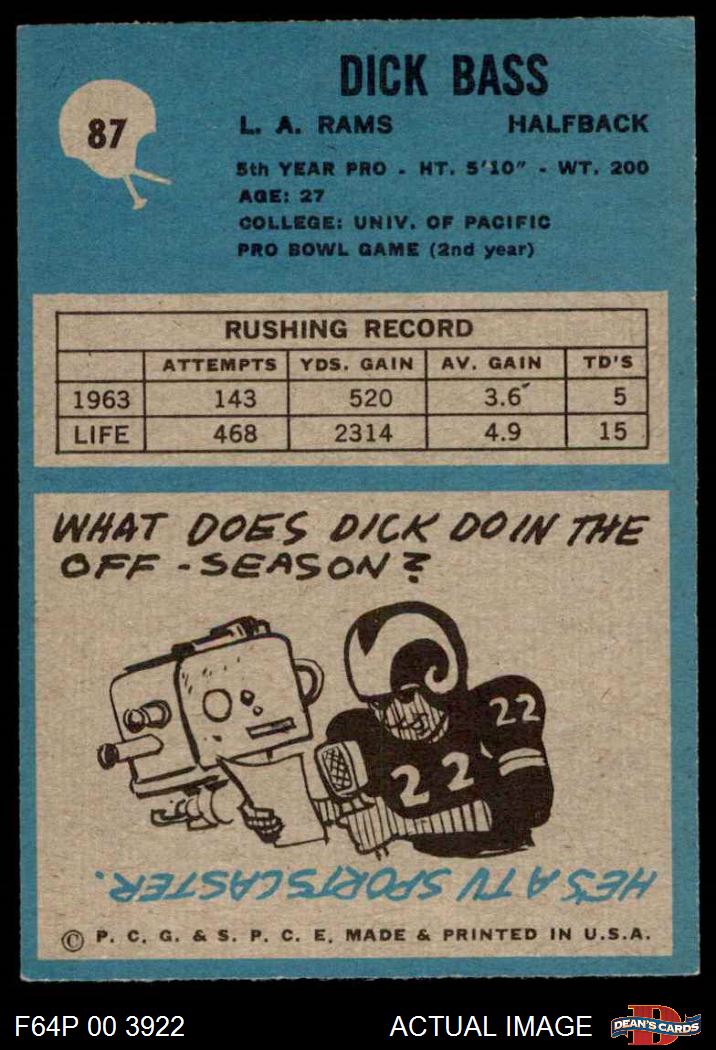 87
DICK BASS
L. A. RAMS HALFBACK
5th YEAR PRO - HT. 5'10" - WT. 200
AGE: 27
COLLEGE: UNIV. OF PACIFIC
PRO BOWL GAME (2nd year)
RUSHING RECORD
ATTEMPTS YDS. GAIN AV. GAIN TD'S
1963 143 520 3.6 5
LIFE 468 2314 4.9 15
WHAT DOES DICK DO IN THE
OFF-SEASON?
22
22
HE'S A TV SPORTSCASTER.
© P. C. G. & S. P. C. E. MADE & PRINTED IN U.S.A.
F64P 00 3922 ACTUAL IMAGE D DEAN'S CARDS